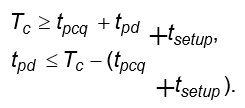 T_c ≥ t_pcq + t_pd + t_setup,
t_pd ≤ T_c − (t_pcq
+ t_setup).